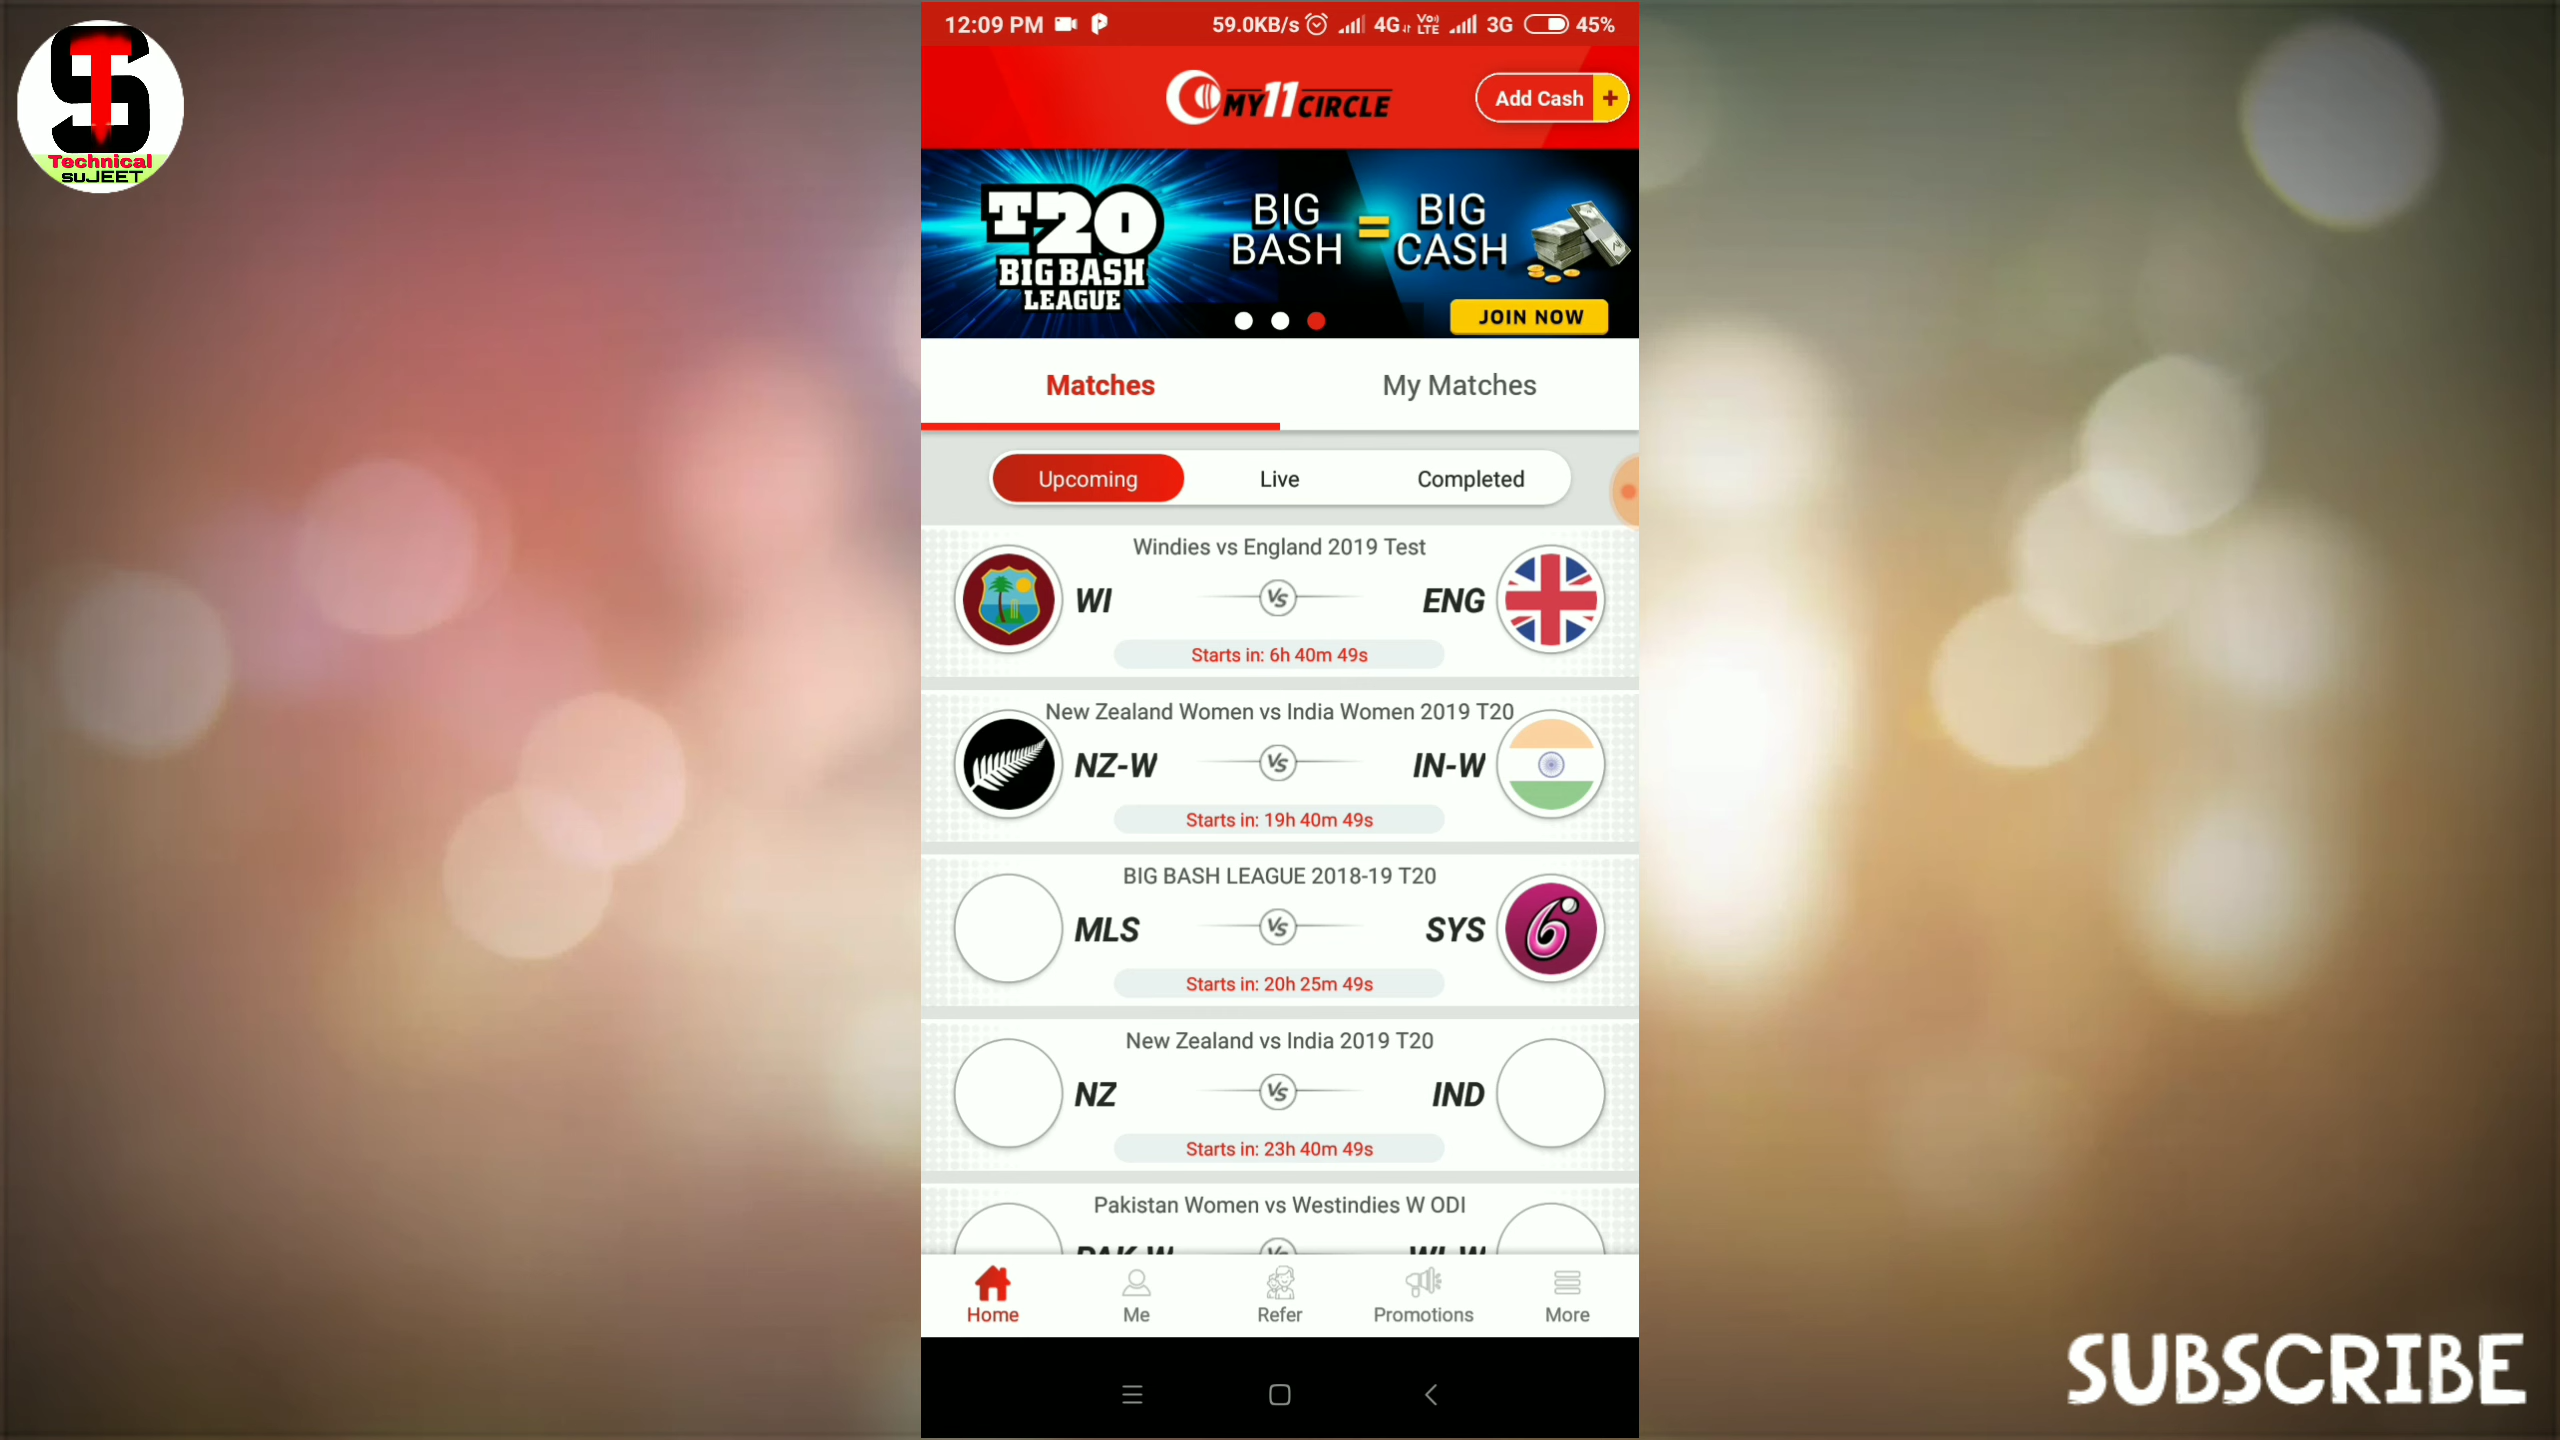 Technical
suJEET
12:09 PM 59.0KB/s 4G Vo)) LTE 3G 45%
MY11CIRCLE
Add Cash +
T20
BIG BASH
LEAGUE
BIG
BASH
=
BIG
CASH
JOIN NOW
Matches My Matches
Upcoming Live Completed
Windies vs England 2019 Test
WI VS ENG
Starts in: 6h 40m 49s
New Zealand Women vs India Women 2019 T20
NZ-W VS IN-W
Starts in: 19h 40m 49s
BIG BASH LEAGUE 2018-19 T20
MLS VS SYS
Starts in: 20h 25m 49s
New Zealand vs India 2019 T20
NZ VS IND
Starts in: 23h 40m 49s
Pakistan Women vs Westindies W ODI
PAK-W VS WI-W
Home Me Refer Promotions More
SUBSCRIBE